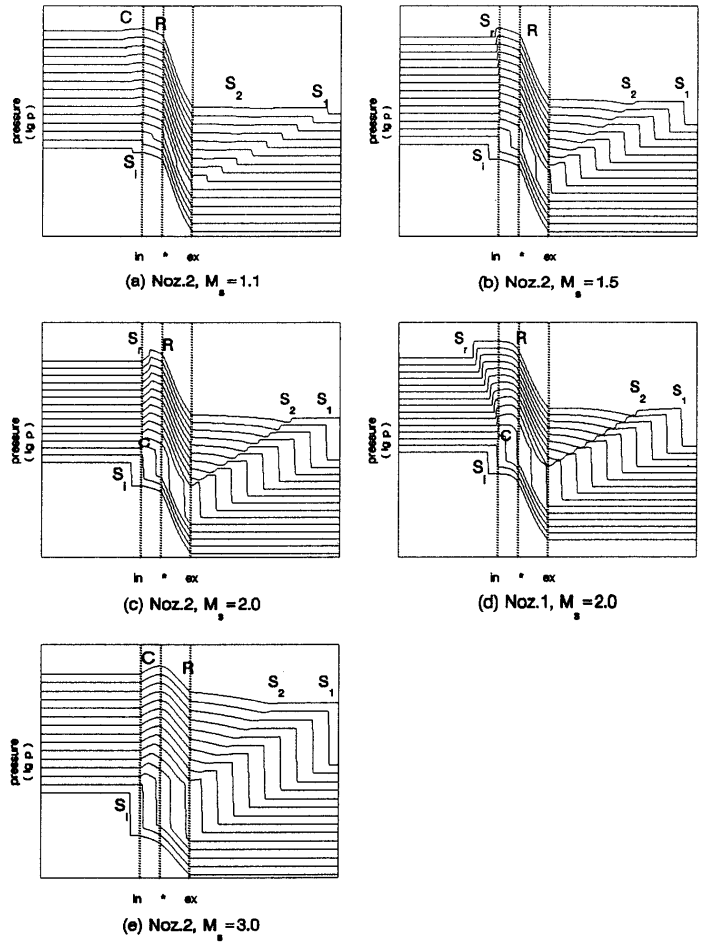 C R
S₂ S₁
pressure
( lg p )
Sᵢ
in * ex
(a) Noz.2, Mₛ=1.1
Sᵣ R
S₂ S₁
pressure
( lg p )
Sᵢ
in * ex
(b) Noz.2, Mₛ=1.5
Sᵣ R
S₂ S₁
pressure
( lg p )
C
Sᵢ
in * ex
(c) Noz.2, Mₛ=2.0
Sᵣ R
S₂ S₁
pressure
( lg p )
C
Sᵢ
in * ex
(d) Noz.1, Mₛ=2.0
C R
S₂ S₁
pressure
( lg p )
Sᵢ
in * ex
(e) Noz.2, Mₛ=3.0